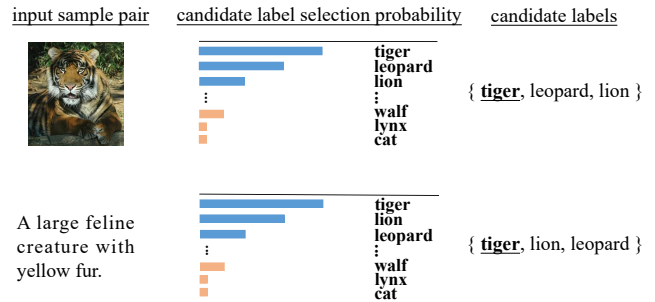 input sample pair candidate label selection probability candidate labels
tiger
leopard
lion
⋮ ⋮
walf
lynx
cat
{ tiger, leopard, lion }
A large feline
creature with
yellow fur.
tiger
lion
leopard
⋮ ⋮
walf
lynx
cat
{ tiger, lion, leopard }